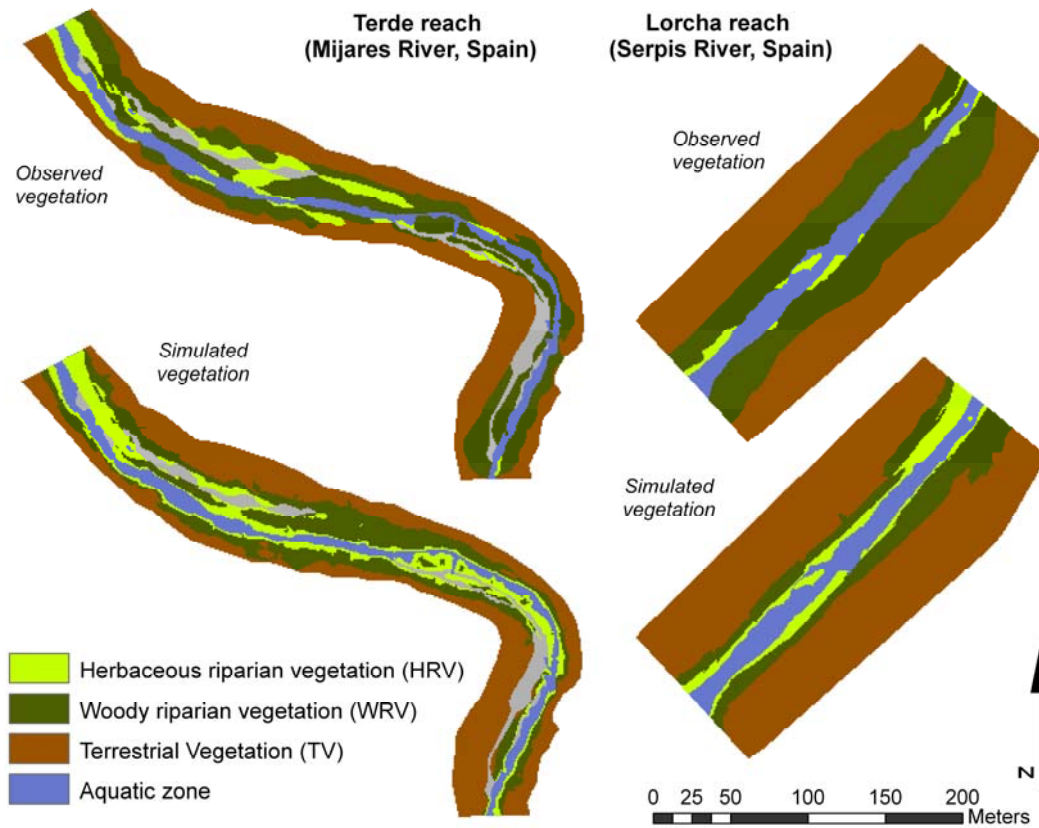 Terde reach
(Mijares River, Spain)
Lorcha reach
(Serpis River, Spain)
Observed
vegetation
Observed
vegetation
Simulated
vegetation
Simulated
vegetation
Herbaceous riparian vegetation (HRV)
Woody riparian vegetation (WRV)
Terrestrial Vegetation (TV)
Aquatic zone
N
0 25 50 100 150 200
Meters